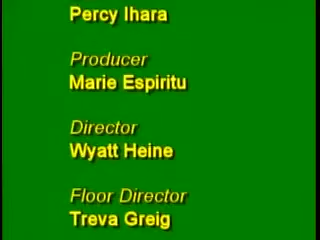 Percy Ihara
Producer
Marie Espiritu
Director
Wyatt Heine
Floor Director
Treva Greig